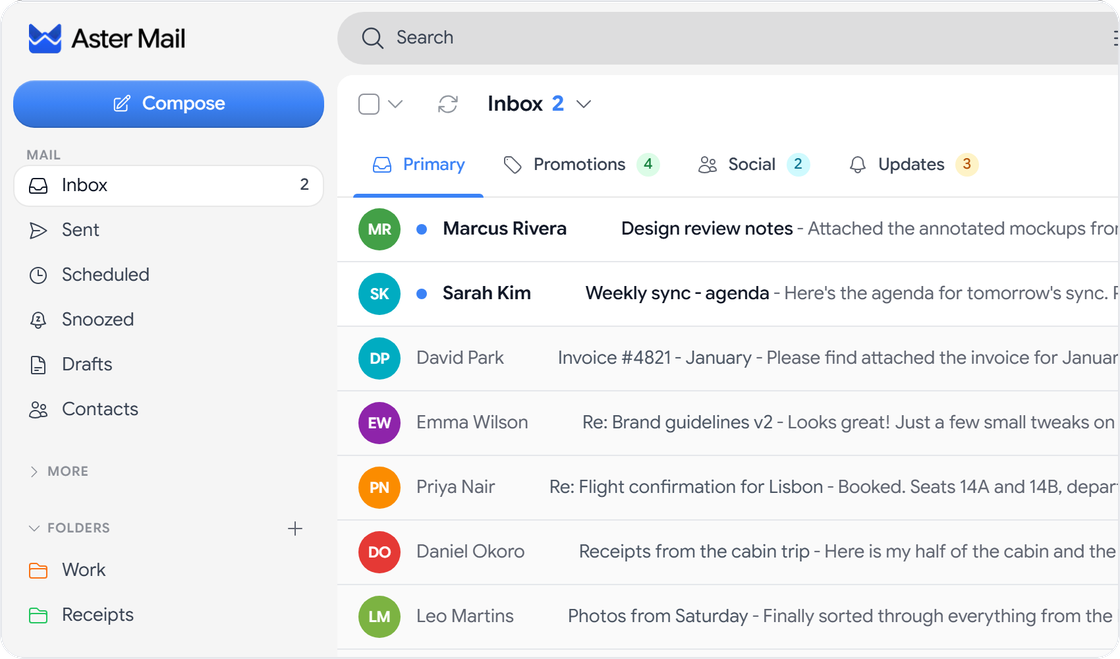 Aster Mail
Search
Compose
Inbox 2
MAIL
Primary
Promotions 4
Social 2
Updates 3
Inbox 2
Sent
Scheduled
Snoozed
Drafts
Contacts
MORE
FOLDERS
Work
Receipts
MR Marcus Rivera Design review notes - Attached the annotated mockups
SK Sarah Kim Weekly sync - agenda - Here's the agenda for tomorrow's sync.
DP David Park Invoice #4821 - January - Please find attached the invoice for
EW Emma Wilson Re: Brand guidelines v2 - Looks great! Just a few small tweaks on
PN Priya Nair Re: Flight confirmation for Lisbon - Booked. Seats 14A and 14B,
DO Daniel Okoro Receipts from the cabin trip - Here is my half of the cabin and the
LM Leo Martins Photos from Saturday - Finally sorted through everything from the